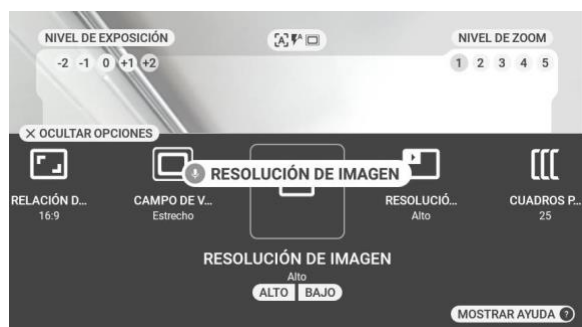 NIVEL DE EXPOSICIÓN
-2 -1 0 +1 +2
A
A
NIVEL DE ZOOM
1 2 3 4 5
OCULTAR OPCIONES
RELACIÓN D...
16:9
CAMPO DE V...
Estrecho
RESOLUCIÓN DE IMAGEN
RESOLUCIÓ...
Alto
CUADROS P...
25
RESOLUCIÓN DE IMAGEN
Alto
ALTO BAJO
MOSTRAR AYUDA ?